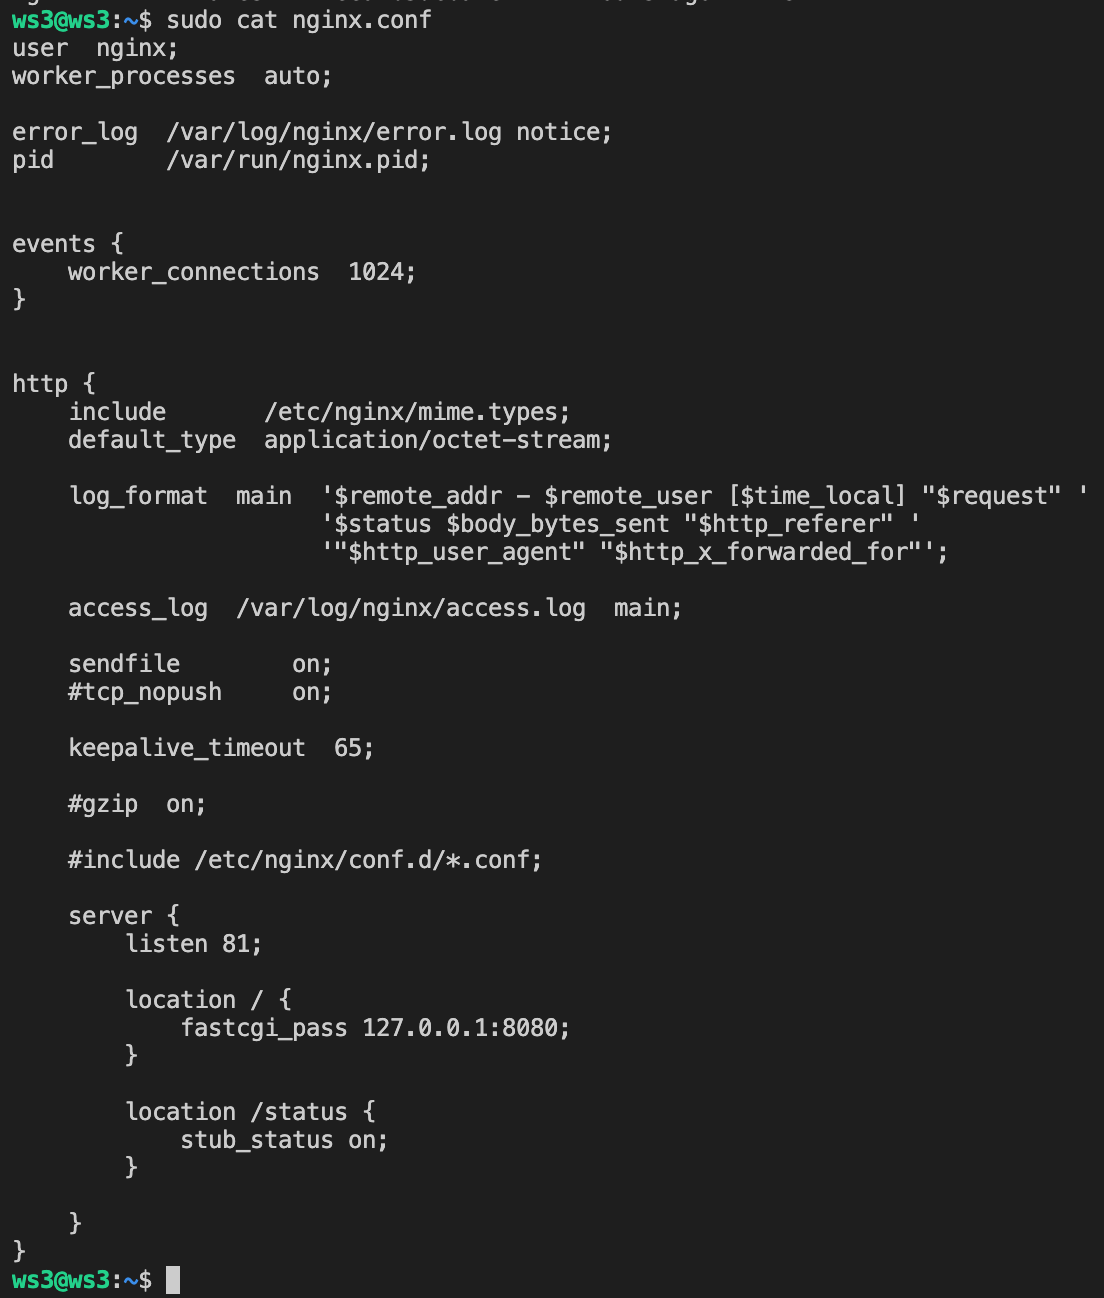 ws3@ws3:~$ sudo cat nginx.conf
user  nginx;
worker_processes  auto;

error_log  /var/log/nginx/error.log notice;
pid        /var/run/nginx.pid;


events {
    worker_connections  1024;
}


http {
    include       /etc/nginx/mime.types;
    default_type  application/octet-stream;

    log_format  main  '$remote_addr - $remote_user [$time_local] "$request" '
                      '$status $body_bytes_sent "$http_referer" '
                      '"$http_user_agent" "$http_x_forwarded_for"';

    access_log  /var/log/nginx/access.log  main;

    sendfile        on;
    #tcp_nopush     on;

    keepalive_timeout  65;

    #gzip  on;

    #include /etc/nginx/conf.d/*.conf;

    server {
        listen 81;

        location / {
            fastcgi_pass 127.0.0.1:8080;
        }

        location /status {
            stub_status on;
        }

    }
}
ws3@ws3:~$